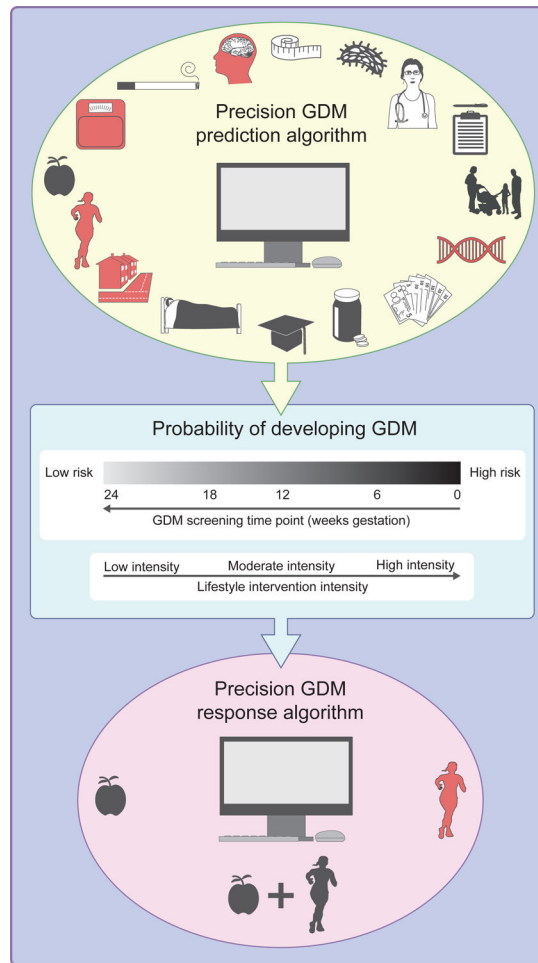 Precision GDM
prediction algorithm
Probability of developing GDM
Low risk
High risk
24 18 12 6 0
GDM screening time point (weeks gestation)
Low intensity Moderate intensity High intensity
Lifestyle intervention intensity
Precision GDM
response algorithm